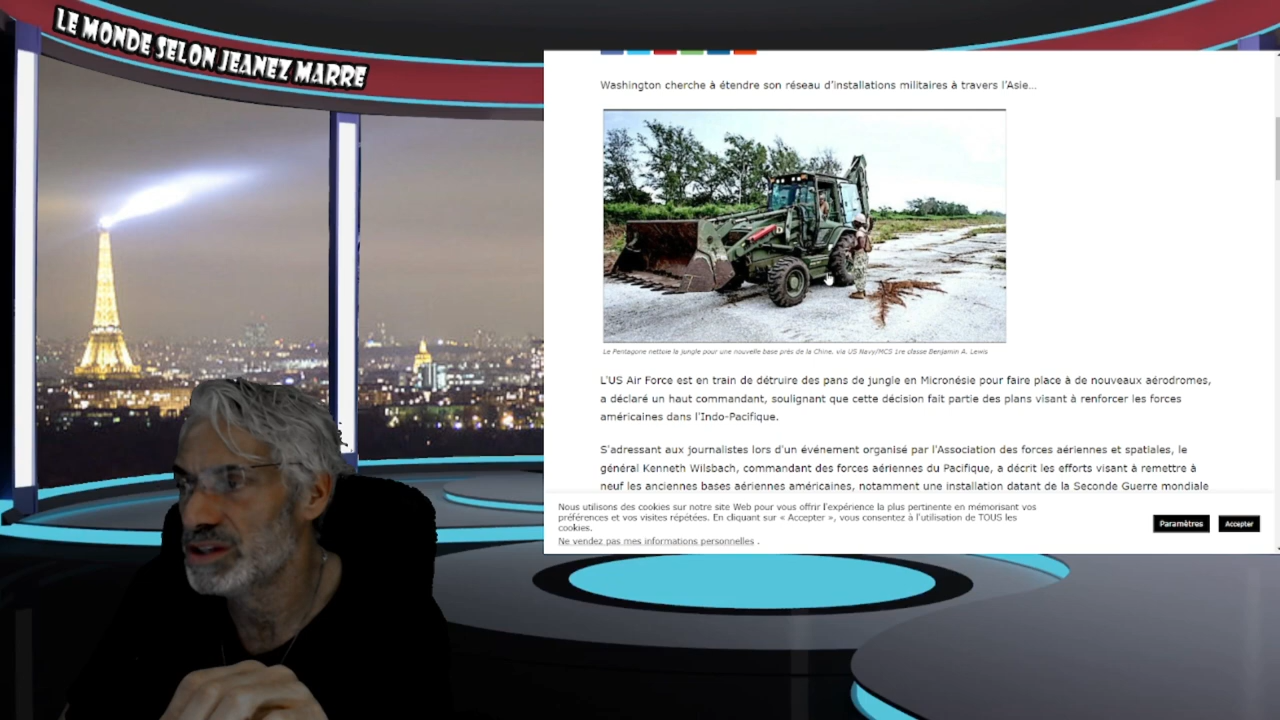 LE MONDE SELON JEANEZ MARRE
Washington cherche à étendre son réseau d'installations militaires à travers l'Asie...
Le Pentagone nettoie la jungle pour une nouvelle base près de la Chine, via US Navy/MCS 1re classe Benjamin A. Lewis
L'US Air Force est en train de détruire des pans de jungle en Micronésie pour faire place à de nouveaux aérodromes,
a déclaré un haut commandant, soulignant que cette décision fait partie des plans visant à renforcer les forces
américaines dans l'Indo-Pacifique.
S'adressant aux journalistes lors d'un événement organisé par l'Association des forces aériennes et spatiales, le
général Kenneth Wilsbach, commandant des forces aériennes du Pacifique, a décrit les efforts visant à remettre à
neuf les anciennes bases aériennes américaines, notamment une installation datant de la Seconde Guerre mondiale
Nous utilisons des cookies sur notre site Web pour vous offrir l'expérience la plus pertinente en mémorisant vos
préférences et vos visites répétées. En cliquant sur « Accepter », vous consentez à l'utilisation de TOUS les
cookies.
Ne vendez pas mes informations personnelles .
Paramètres
Accepter